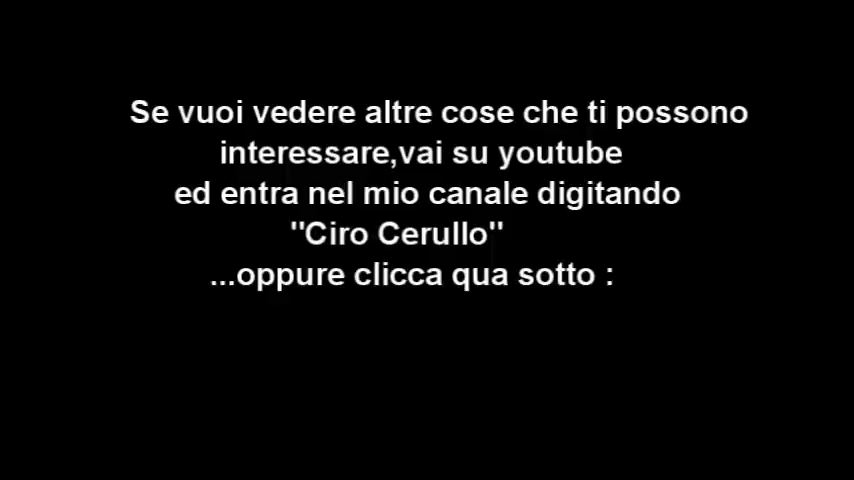 Se vuoi vedere altre cose che ti possono
interessare,vai su youtube
ed entra nel mio canale digitando
"Ciro Cerullo"
...oppure clicca qua sotto :